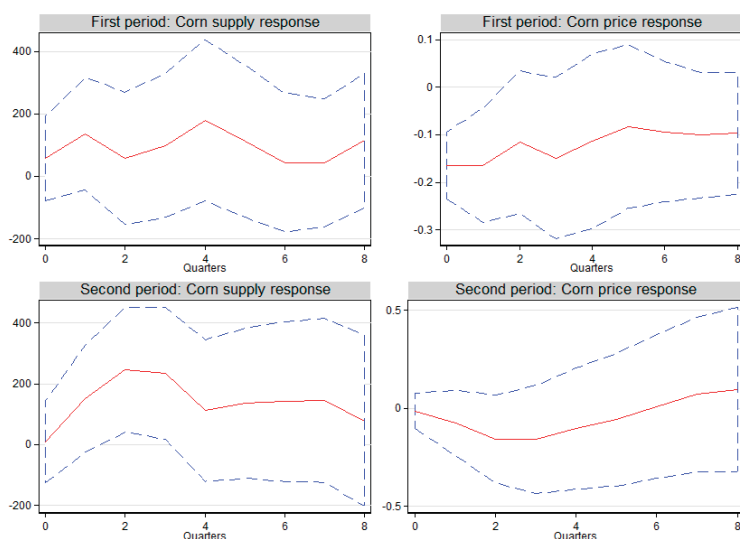 First period: Corn supply response
400
200
0
-200
0 2 4 6 8
Quarters
First period: Corn price response
0.1
0
-0.1
-0.2
-0.3
0 2 4 6 8
Quarters
Second period: Corn supply response
400
200
0
-200
0 2 4 6 8
Quarters
Second period: Corn price response
0.5
0
-0.5
0 2 4 6 8
Quarters